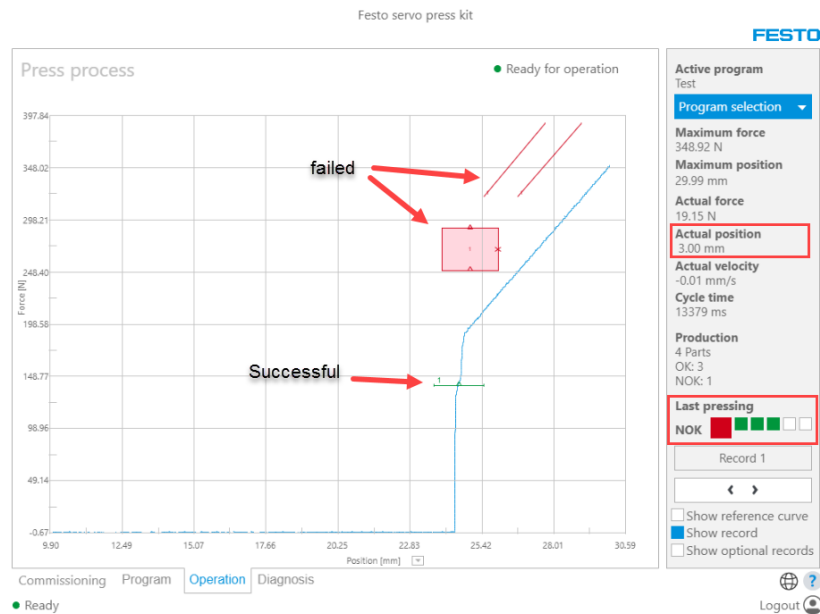 Festo servo press kit
FESTO
Press process
Ready for operation
397.84
348.02
298.21
248.40
198.58
148.77
98.96
49.14
-0.67
Force [N]
failed
Successful
1
9.90 12.49 15.07 17.66 20.25 22.83 25.42 28.01 30.59
Position [mm]
Active program
Test
Program selection
Maximum force
348.92 N
Maximum position
29.99 mm
Actual force
19.15 N
Actual position
3.00 mm
Actual velocity
-0.01 mm/s
Cycle time
13379 ms
Production
4 Parts
OK: 3
NOK: 1
Last pressing
NOK
Record 1
Show reference curve
Show record
Show optional records
Commissioning Program Operation Diagnosis
?
Ready
Logout